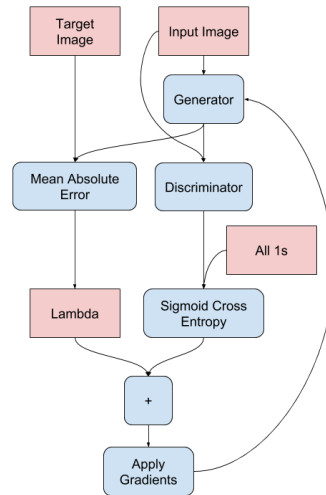 Target
Image
Input Image
Generator
Mean Absolute
Error
Discriminator
All 1s
Lambda
Sigmoid Cross
Entropy
+
Apply
Gradients